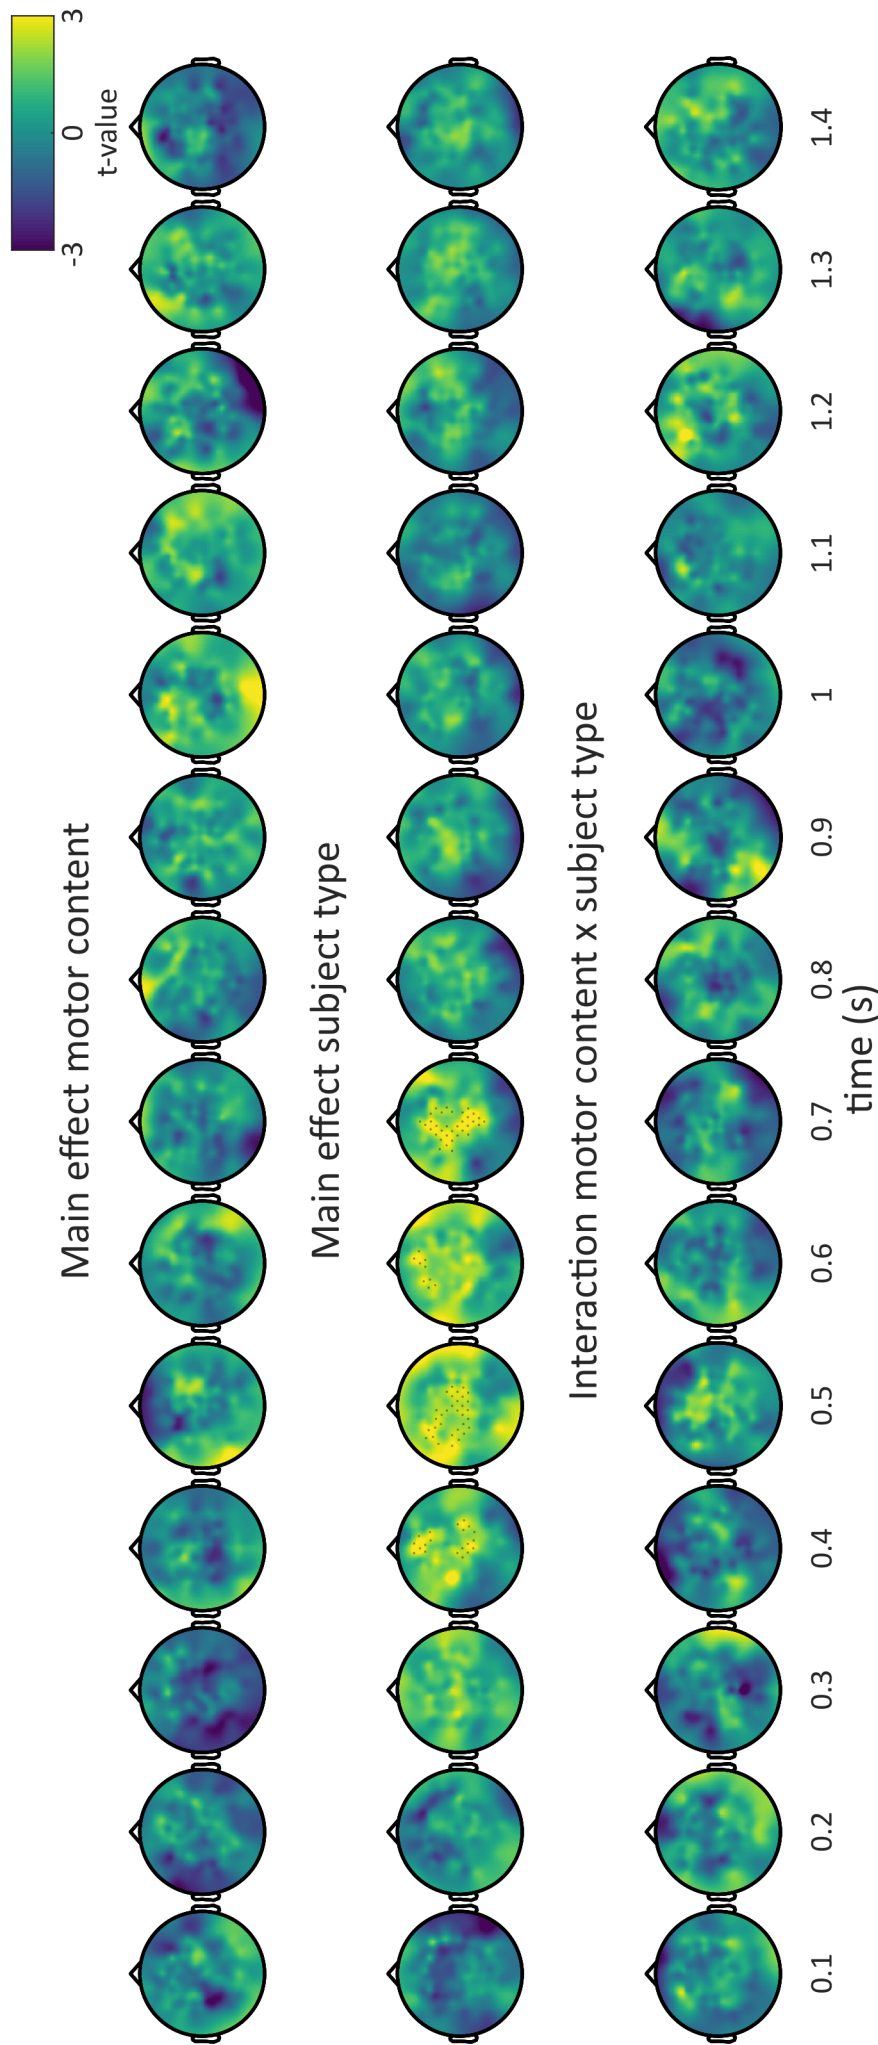 3
0
-3
t-value
Main effect motor content
Main effect subject type
Interaction motor content x subject type
0.1 0.2 0.3 0.4 0.5 0.6 0.7 0.8 0.9 1 1.1 1.2 1.3 1.4
time (s)